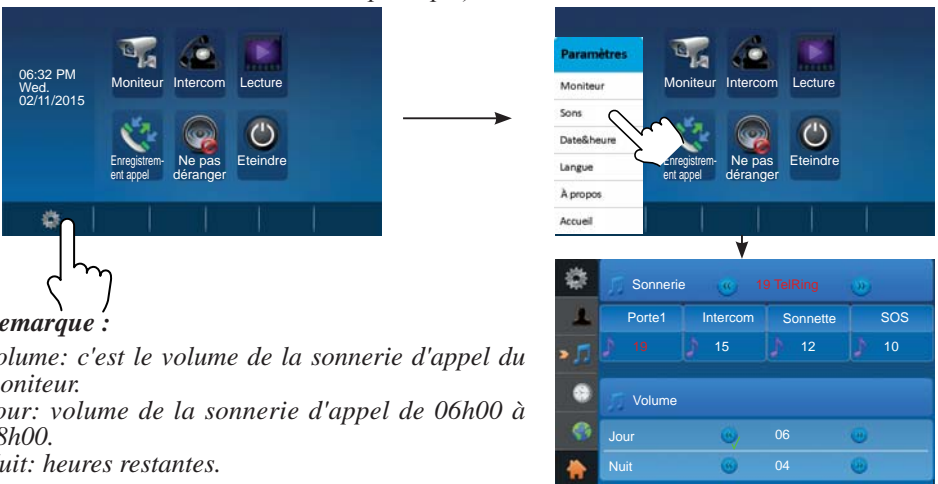 06:32 PM
Wed.
02/11/2015
Moniteur Intercom Lecture
Enregistrem-
ent appel
Ne pas
déranger
Eteindre
Paramètres
Moniteur
Sons
Date&heure
Langue
À propos
Accueil
Moniteur Intercom Lecture
Enregistrem-
ent appel
Ne pas
déranger
Eteindre
emarque :
olume: c'est le volume de la sonnerie d'appel du
oniteur.
our: volume de la sonnerie d'appel de 06h00 à
8h00.
uit: heures restantes.
Sonnerie 19 TelRing
Porte1 Intercom Sonnette SOS
19 15 12 10
Volume
Jour 06
Nuit 04